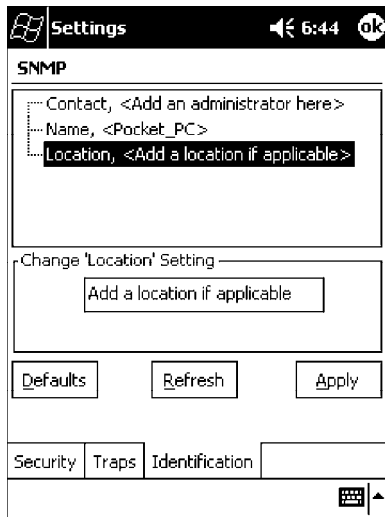 Settings 6:44 ok
SNMP
Contact, <Add an administrator here>
Name, <Pocket_PC>
Location, <Add a location if applicable>
Change 'Location' Setting
Add a location if applicable
Defaults Refresh Apply
Security Traps Identification